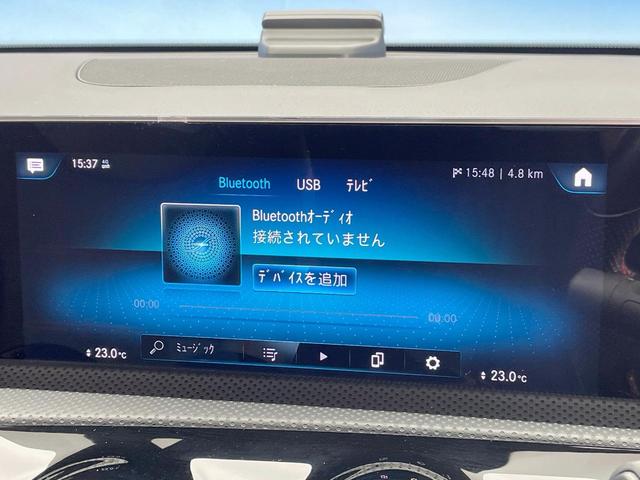 15:37 4G
15:48 | 4.8 km
Bluetooth USB ﾃﾚﾋﾞ
Bluetoothｵｰﾃﾞｨｵ
接続されていません
ﾃﾞﾊﾞｲｽを追加
00:00 00:00
ﾐｭｰｼﾞｯｸ
23.0°C 23.0°C